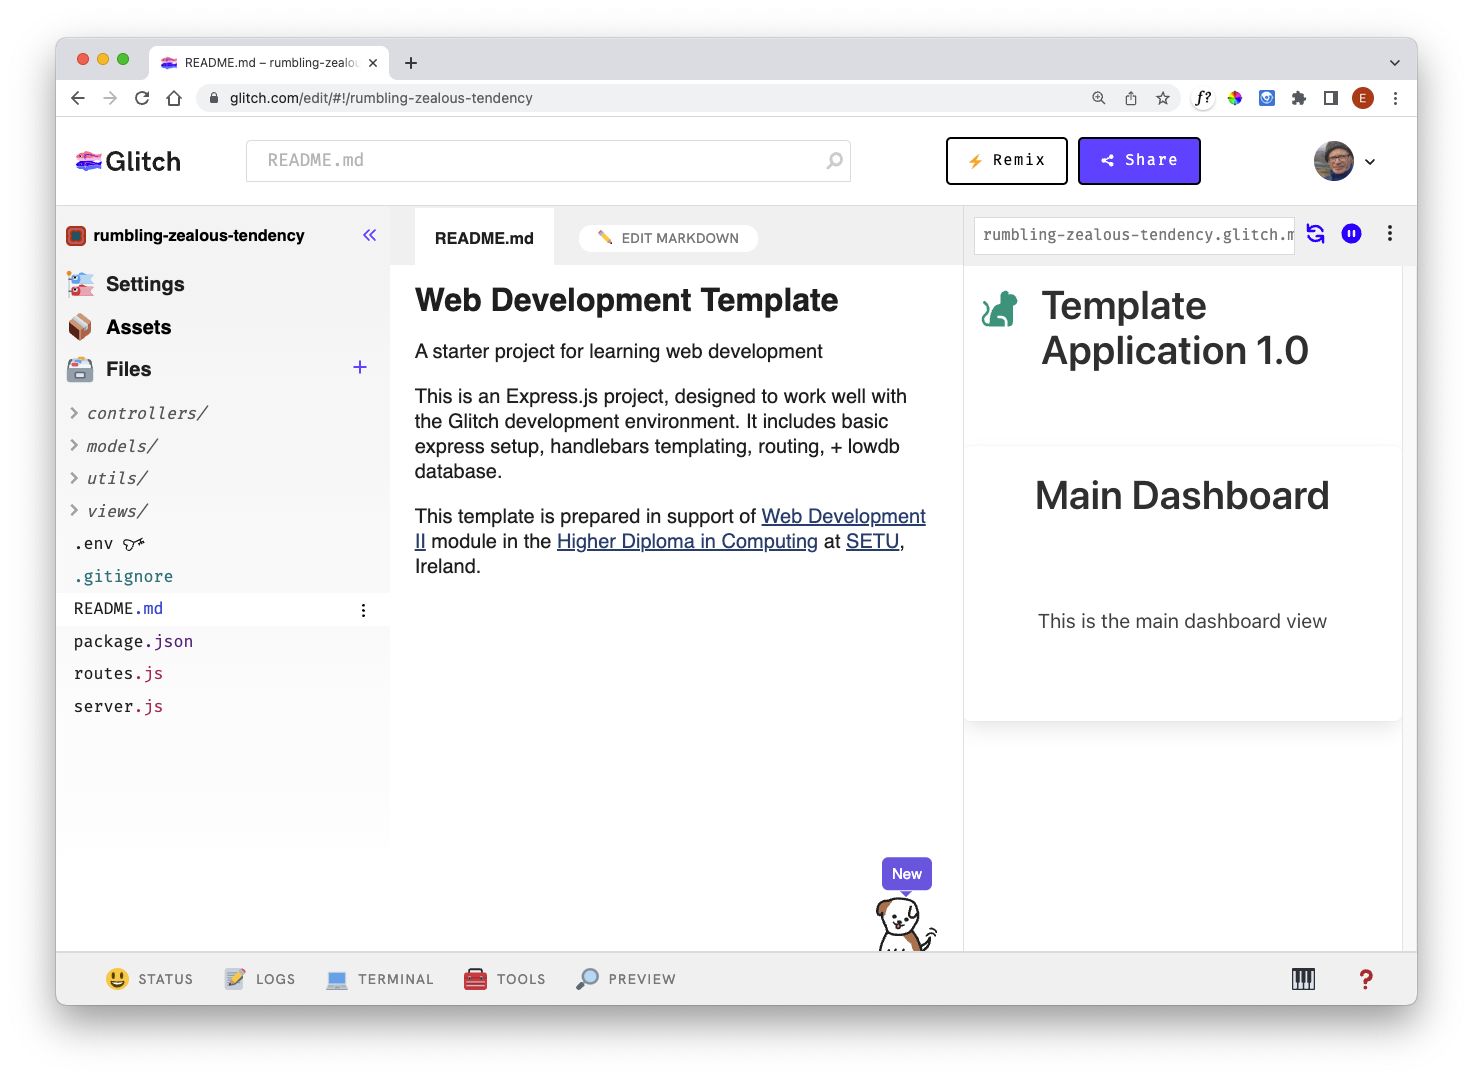 README.md – rumbling-zealou
glitch.com/edit/#!/rumbling-zealous-tendency
f?
E
Glitch
README.md
Remix
Share
rumbling-zealous-tendency
Settings
Assets
Files
controllers/
models/
utils/
views/
.env
.gitignore
README.md
package.json
routes.js
server.js
README.md
EDIT MARKDOWN
Web Development Template
A starter project for learning web development
This is an Express.js project, designed to work well with
the Glitch development environment. It includes basic
express setup, handlebars templating, routing, + lowdb
database.
This template is prepared in support of Web Development
II module in the Higher Diploma in Computing at SETU,
Ireland.
New
rumbling-zealous-tendency.glitch.m
Template
Application 1.0
Main Dashboard
This is the main dashboard view
STATUS
LOGS
TERMINAL
TOOLS
PREVIEW
?